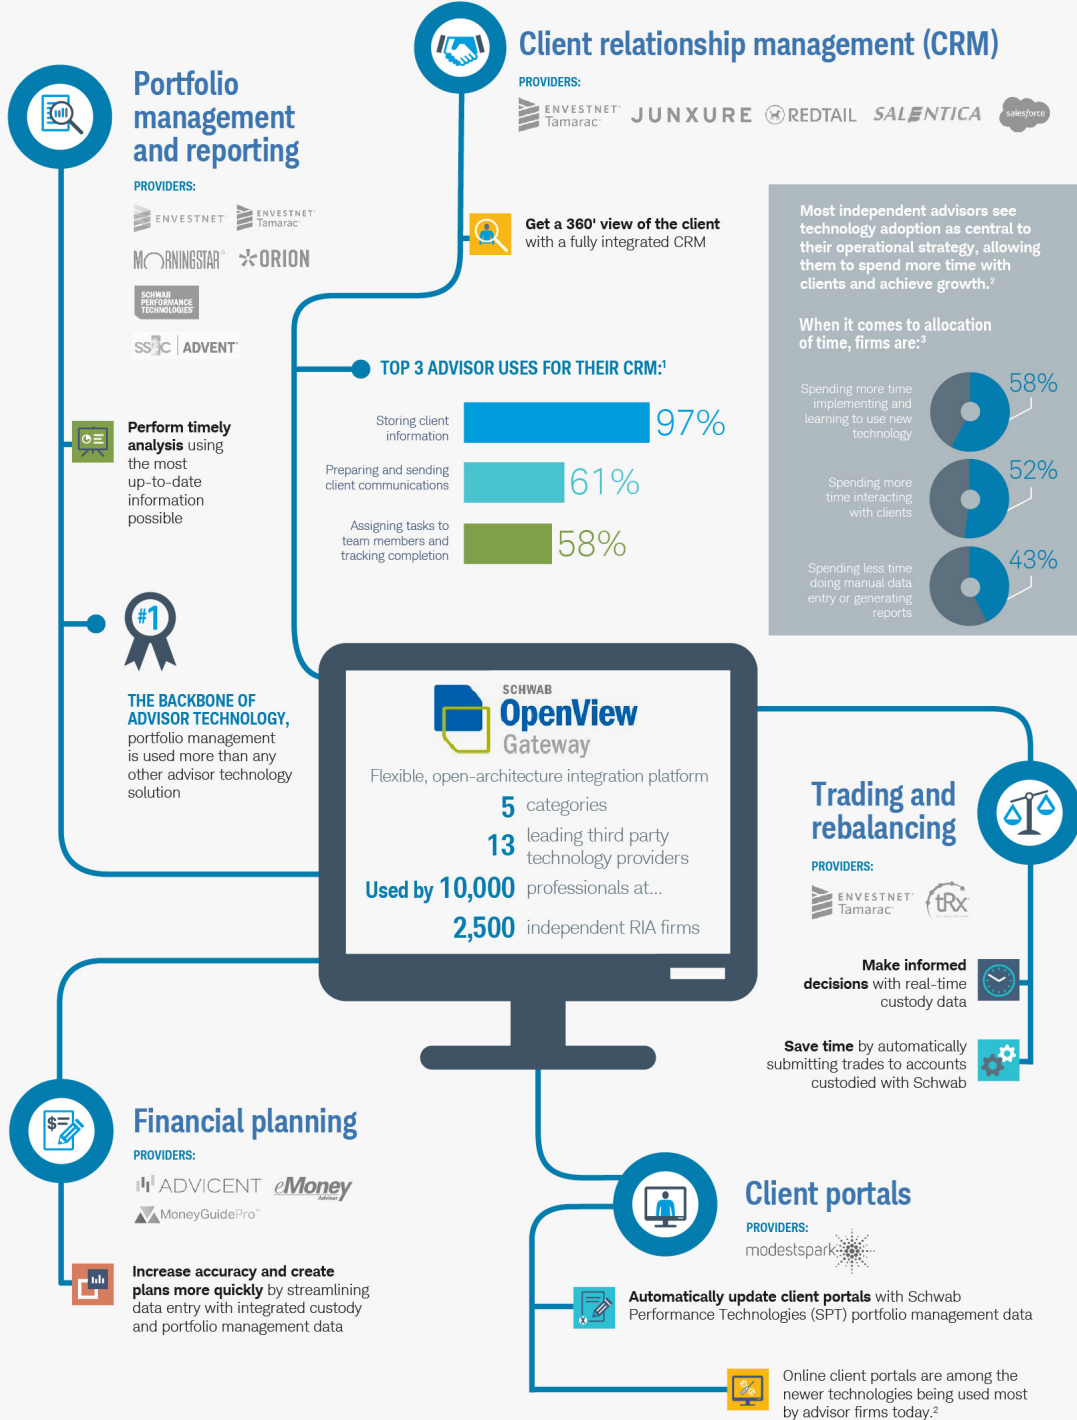 Client relationship management (CRM)
PROVIDERS:
ENVESTNET
Tamarac
JUNXURE
REDTAIL
SALENTICA
salesforce
Get a 360' view of the client
with a fully integrated CRM
TOP 3 ADVISOR USES FOR THEIR CRM:¹
Storing client
information
97%
Preparing and sending
client communications
61%
Assigning tasks to
team members and
tracking completion
58%
Most independent advisors see
technology adoption as central to
their operational strategy, allowing
them to spend more time with
clients and achieve growth.²
When it comes to allocation
of time, firms are:³
Spending more time
implementing and
learning to use new
technology
58%
Spending more
time interacting
with clients
52%
Spending less time
doing manual data
entry or generating
reports
43%
Portfolio
management
and reporting
PROVIDERS:
ENVESTNET
ENVESTNET
Tamarac
MORNINGSTAR
ORION
SCHWAB
PERFORMANCE
TECHNOLOGIES
SS&C | ADVENT
Perform timely
analysis using
the most
up-to-date
information
possible
#1
THE BACKBONE OF
ADVISOR TECHNOLOGY,
portfolio management
is used more than any
other advisor technology
solution
SCHWAB
OpenView
Gateway
Flexible, open-architecture integration platform
5 categories
13 leading third party
technology providers
Used by 10,000 professionals at...
2,500 independent RIA firms
Trading and
rebalancing
PROVIDERS:
ENVESTNET
Tamarac
tRx
Make informed
decisions with real-time
custody data
Save time by automatically
submitting trades to accounts
custodied with Schwab
Financial planning
PROVIDERS:
ADVICENT
eMoney
Advisor
MoneyGuidePro™
Increase accuracy and create
plans more quickly by streamlining
data entry with integrated custody
and portfolio management data
Client portals
PROVIDERS:
modestspark
Automatically update client portals with Schwab
Performance Technologies (SPT) portfolio management data
Online client portals are among the
newer technologies being used most
by advisor firms today.²